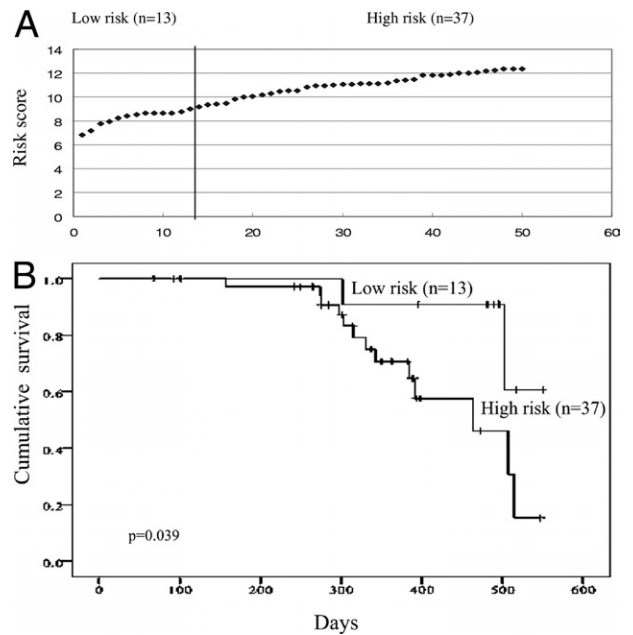 A
Low risk (n=13) High risk (n=37)
Risk score
14
12
10
8
6
4
2
0
0 10 20 30 40 50 60
B
Cumulative survival
1.0
0.8
0.6
0.4
0.2
0.0
Low risk (n=13)
High risk (n=37)
p=0.039
0 100 200 300 400 500 600
Days